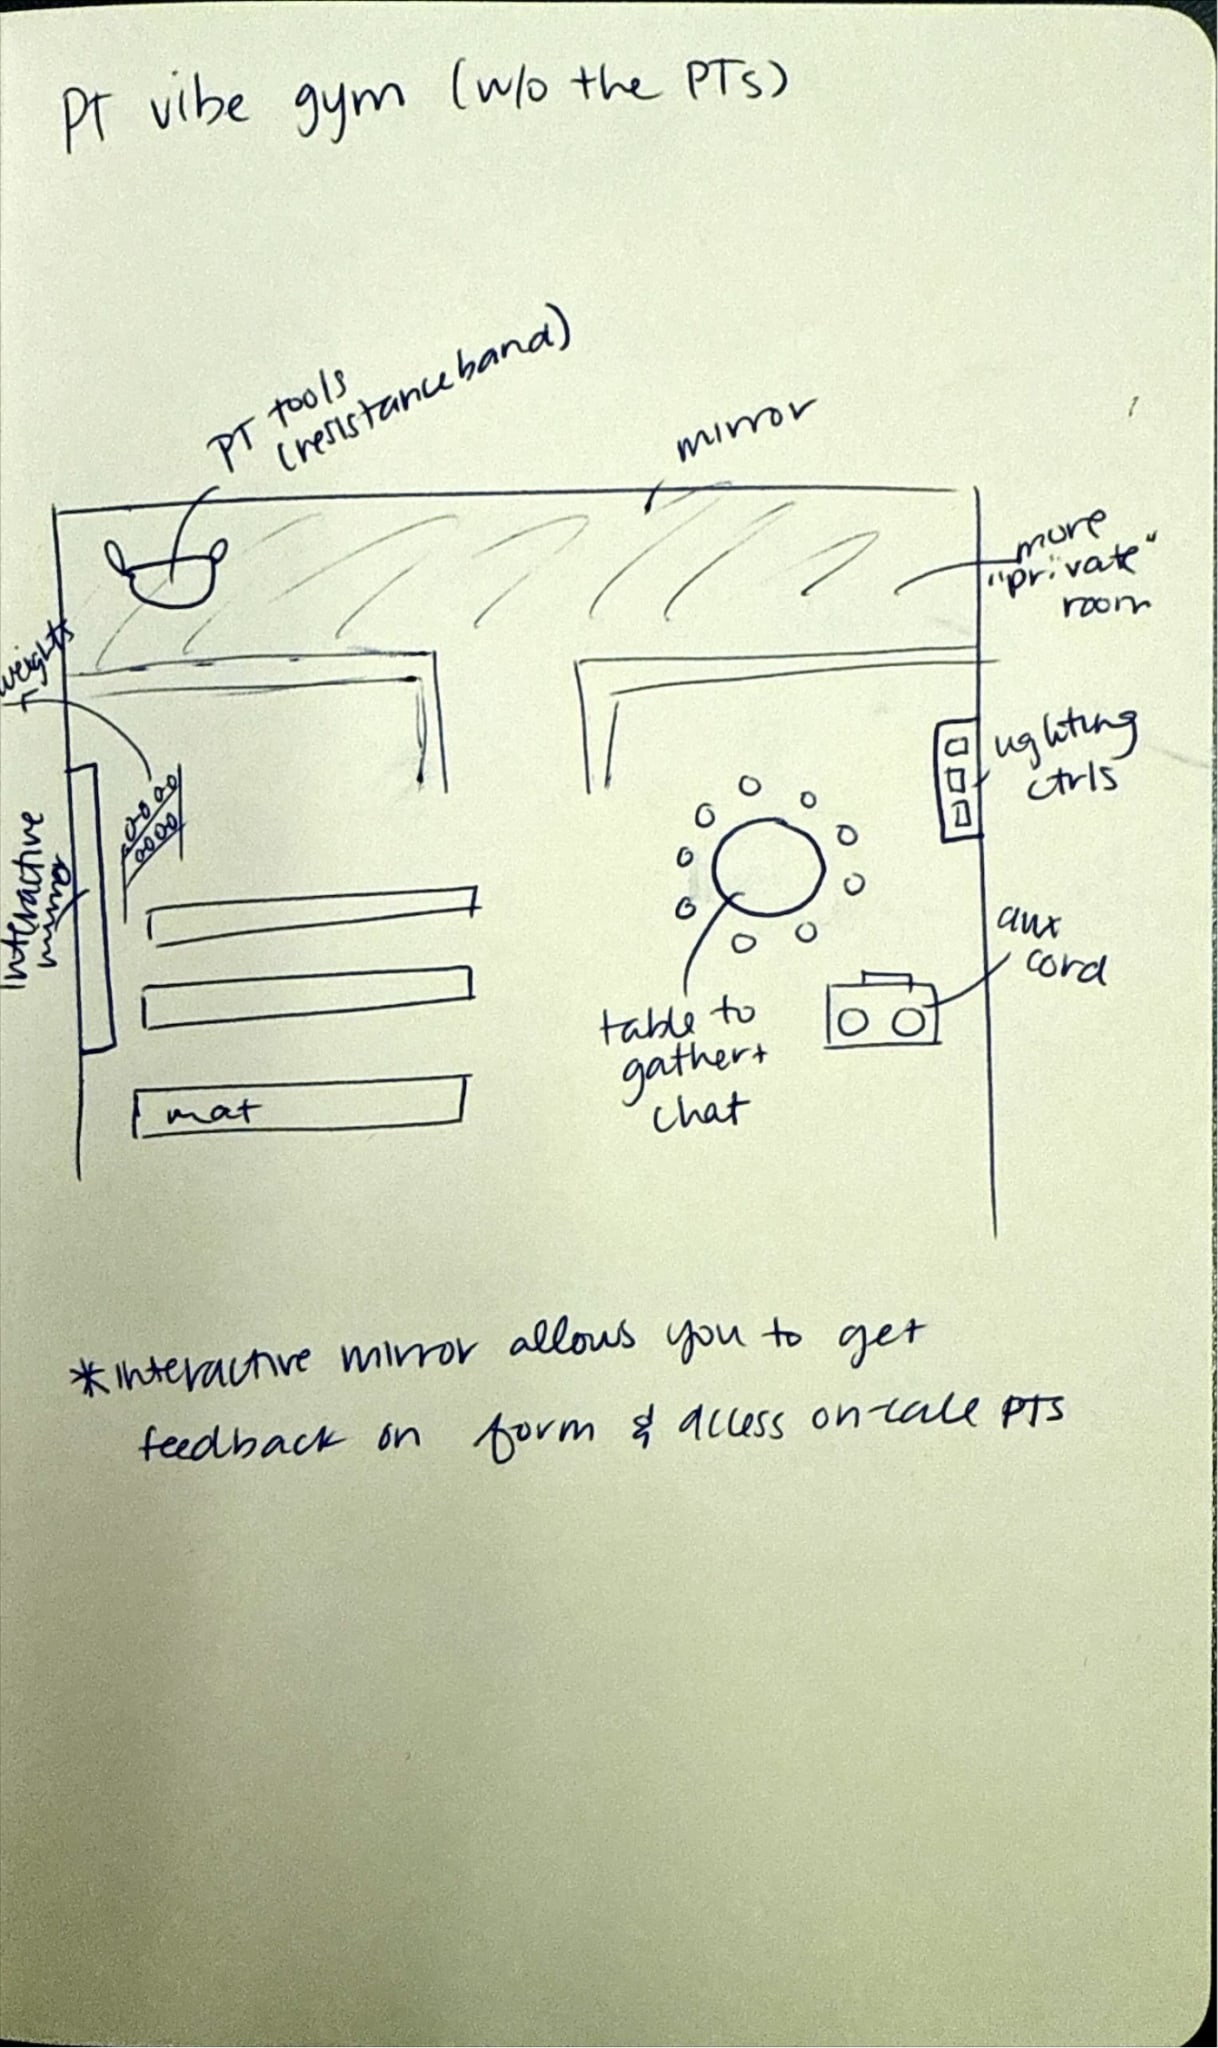 PT vibe gym (w/o the PTs)
PT tools
(resistance band)
mirror
more
"private"
room
weights
lighting
ctrls
Interactive
mirror
aux
cord
table to
gather +
chat
mat
*interactive mirror allows you to get
feedback on form & access on-call PTs